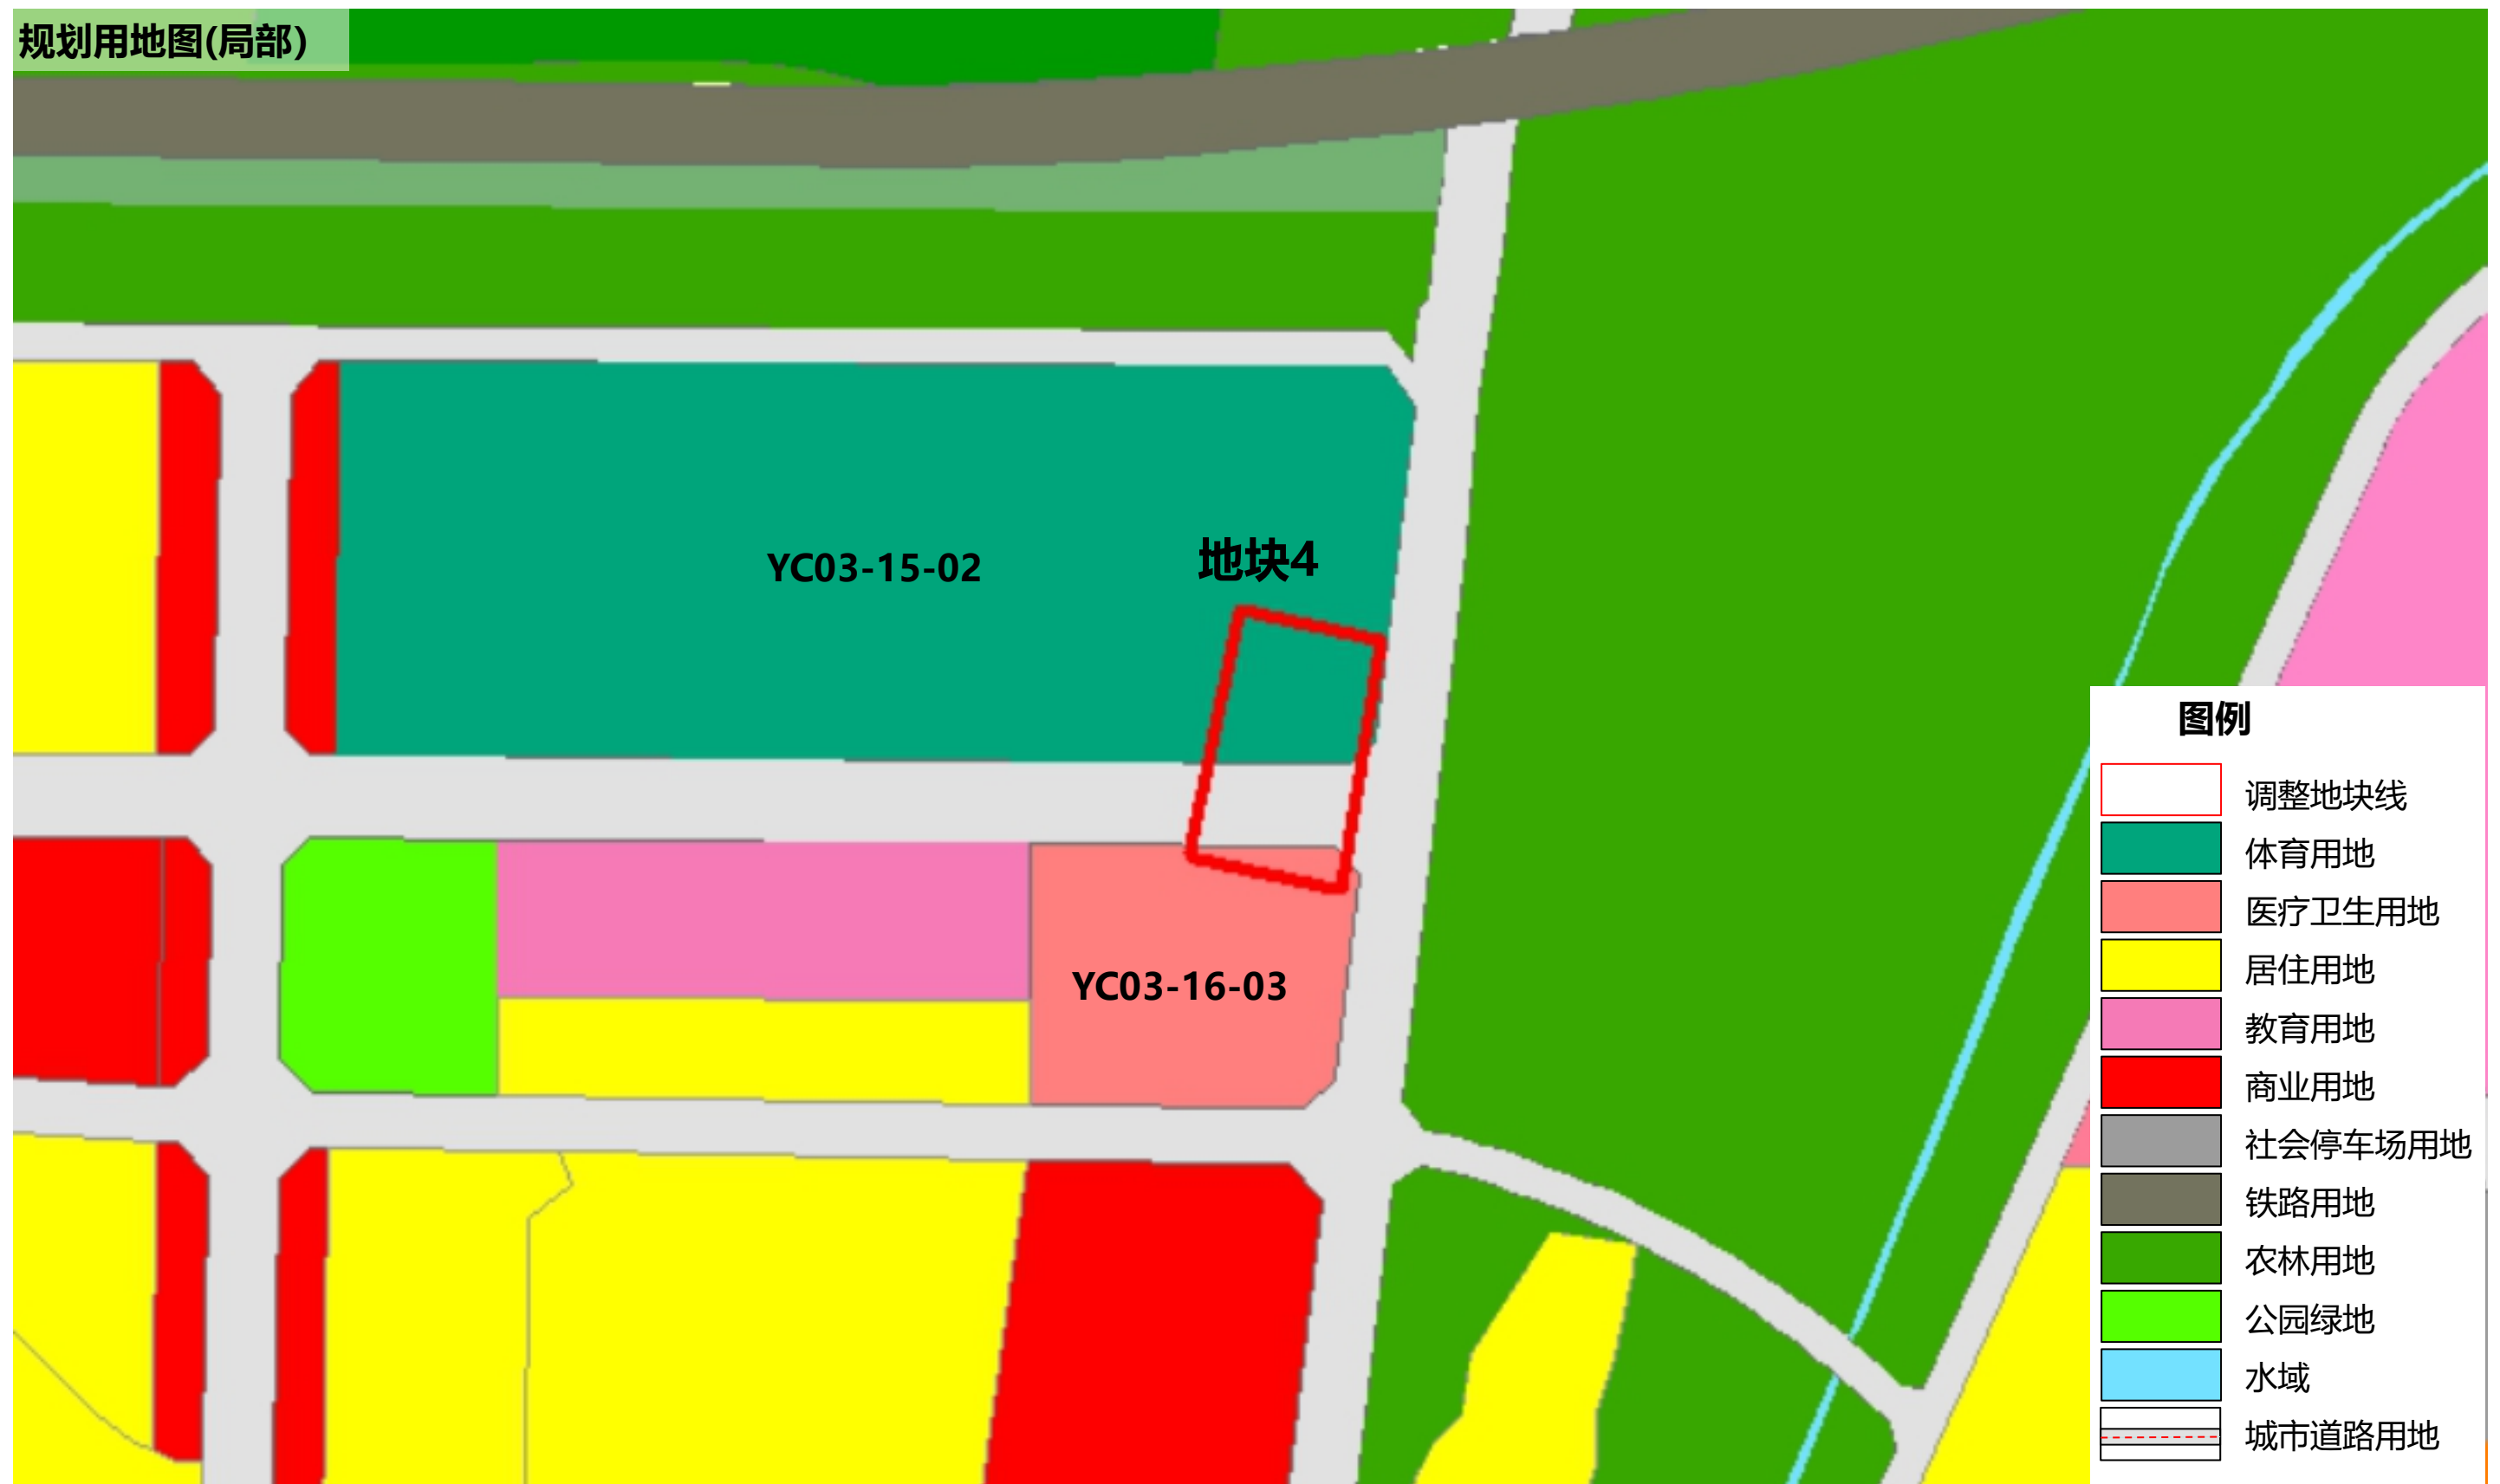 规划用地图(局部)
YC03-15-02
地块4
YC03-16-03
图例
调整地块线
体育用地
医疗卫生用地
居住用地
教育用地
商业用地
社会停车场用地
铁路用地
农林用地
公园绿地
水域
城市道路用地